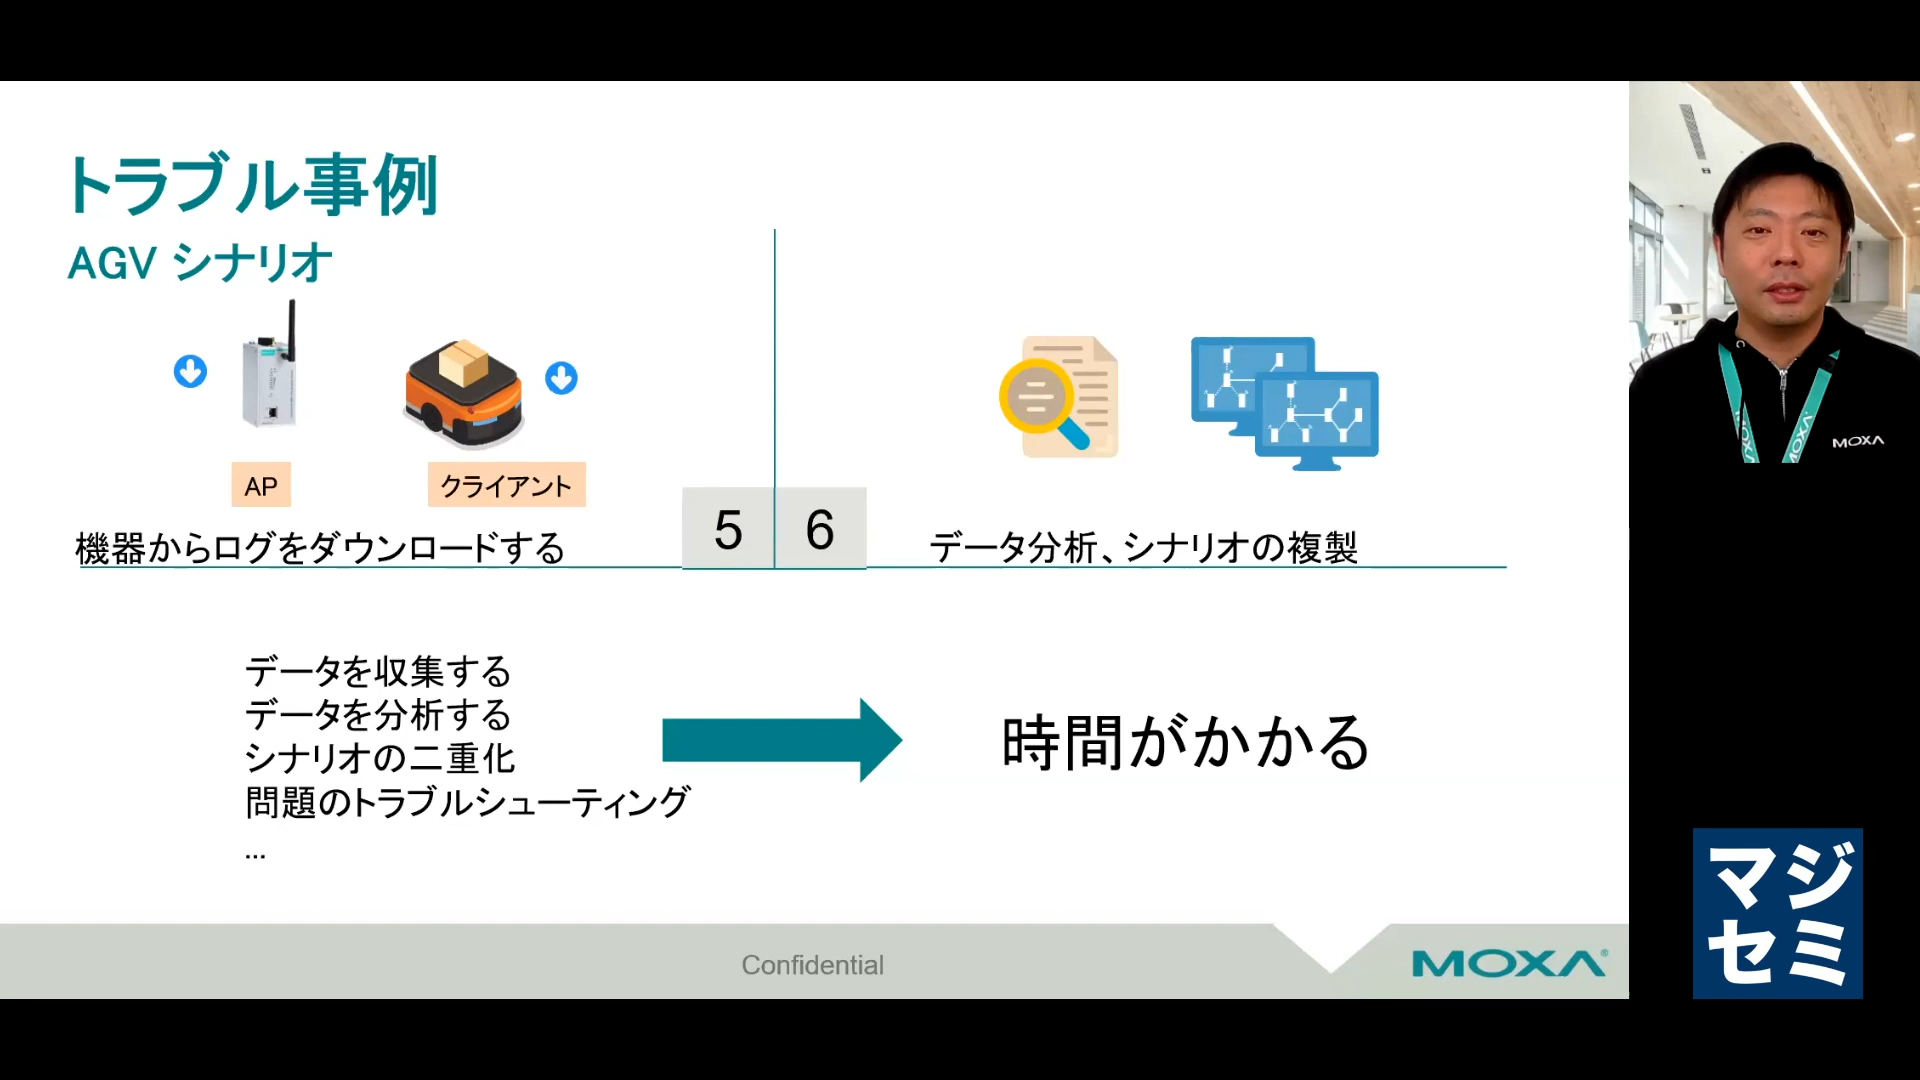 トラブル事例
AGV シナリオ
AP
クライアント
機器からログをダウンロードする
5
6
データ分析、シナリオの複製
データを収集する
データを分析する
シナリオの二重化
問題のトラブルシューティング
...
時間がかかる
Confidential
MOXA®
MOXA
MOXA
MOXA
マジ
セミ